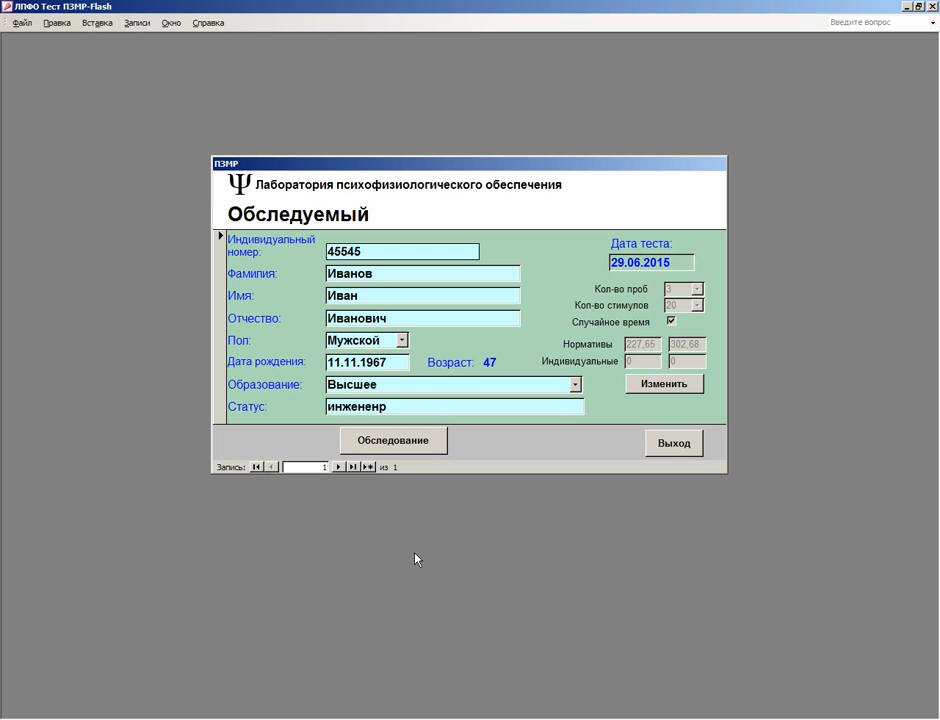 ЛПФО Тест ПЗМР-Flash
Файл Правка Вставка Записи Окно Справка Введите вопрос
ПЗМР
Ψ Лаборатория психофизиологического обеспечения
Обследуемый
Индивидуальный номер: 45545
Дата теста:
29.06.2015
Фамилия: Иванов
Кол-во проб 3
Имя: Иван
Кол-во стимулов 20
Отчество: Иванович
Случайное время
Пол: Мужской
Нормативы 227,65 302,68
Дата рождения: 11.11.1967 Возраст: 47
Индивидуальные 0 0
Образование: Высшее
Изменить
Статус: инжененр
Обследование
Выход
Запись: 1 из 1